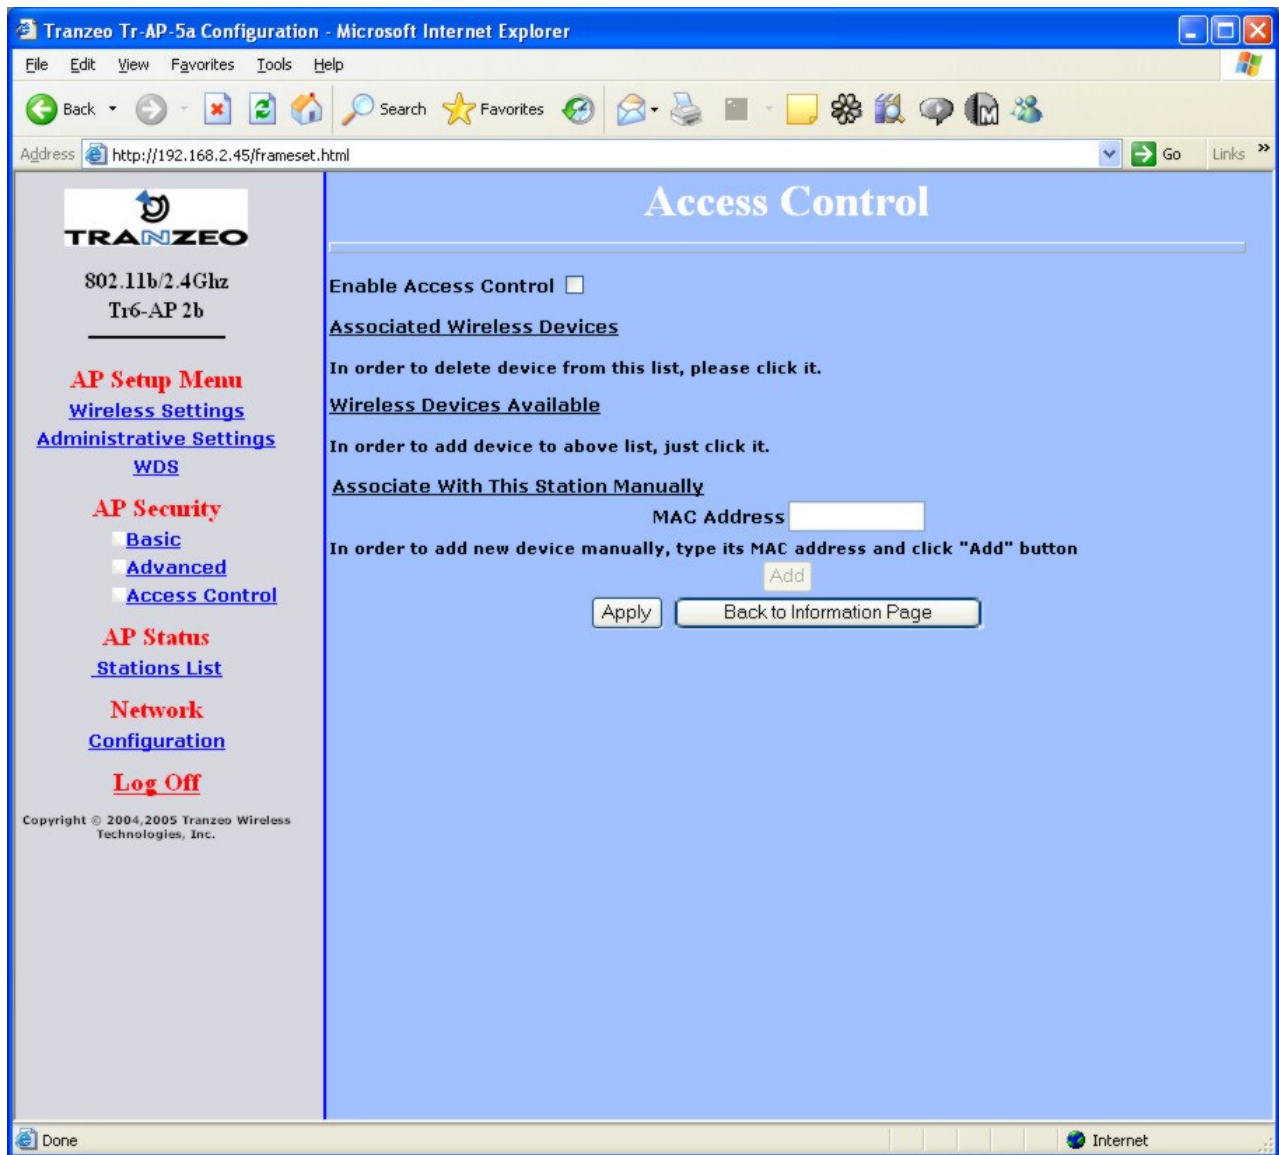 Tranzeo Tr-AP-5a Configuration - Microsoft Internet Explorer
File Edit View Favorites Tools Help
Back Search Favorites
Address http://192.168.2.45/frameset.html Go Links »
TRANZEO
802.11b/2.4Ghz
Tr6-AP 2b
AP Setup Menu
Wireless Settings
Administrative Settings
WDS
AP Security
Basic
Advanced
Access Control
AP Status
Stations List
Network
Configuration
Log Off
Copyright © 2004,2005 Tranzeo Wireless
Technologies, Inc.
Access Control
Enable Access Control
Associated Wireless Devices
In order to delete device from this list, please click it.
Wireless Devices Available
In order to add device to above list, just click it.
Associate With This Station Manually
MAC Address
In order to add new device manually, type its MAC address and click "Add" button
Add
Apply Back to Information Page
Done Internet